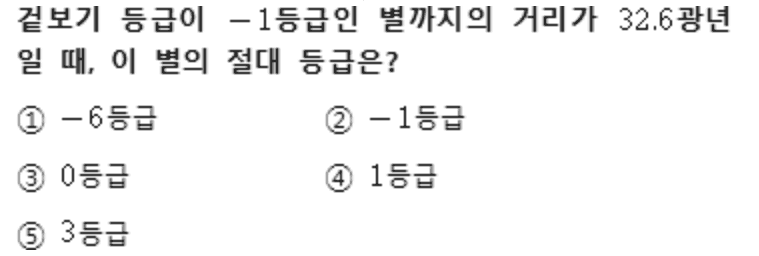 겉보기 등급이 −1등급인 별까지의 거리가 32.6광년
일 때, 이 별의 절대 등급은?
① −6등급 ② −1등급
③ 0등급 ④ 1등급
⑤ 3등급